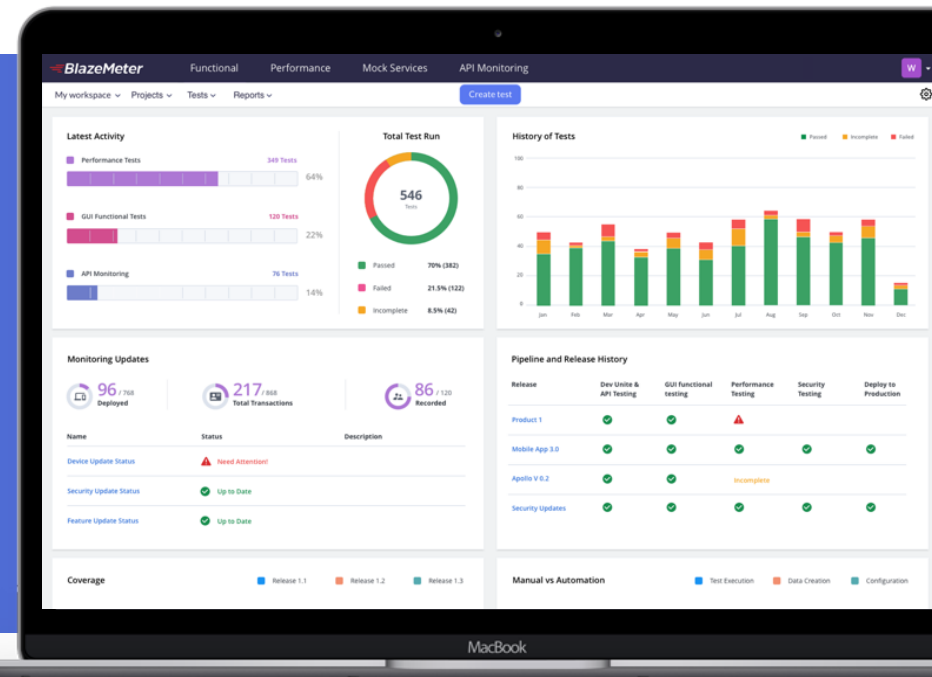 BlazeMeter Functional Performance Mock Services API Monitoring W
My workspace Projects Tests Reports Create test
Latest Activity
Performance Tests 349 Tests
64%
GUI Functional Tests 120 Tests
22%
API Monitoring 76 Tests
14%
Total Test Run
546
Tests
Passed 70% (382)
Failed 21.5% (122)
Incomplete 8.5% (42)
History of Tests
Passed Incomplete Failed
100
80
60
40
20
0
Jan Feb Mar Apr May Jun Jul Aug Sep Oct Nov Dec
Monitoring Updates
96 / 768
Deployed
217 / 868
Total Transactions
86 / 120
Recorded
Name Status Description
Device Update Status Need Attention!
Security Update Status Up to Date
Feature Update Status Up to Date
Pipeline and Release History
Release Dev Unite & GUI functional Performance Security Deploy to
API Testing testing Testing Testing Production
Product 1
Mobile App 3.0
Apollo V 0.2 Incomplete
Security Updates
Coverage Release 1.1 Release 1.2 Release 1.3
Manual vs Automation Test Execution Data Creation Configuration
MacBook